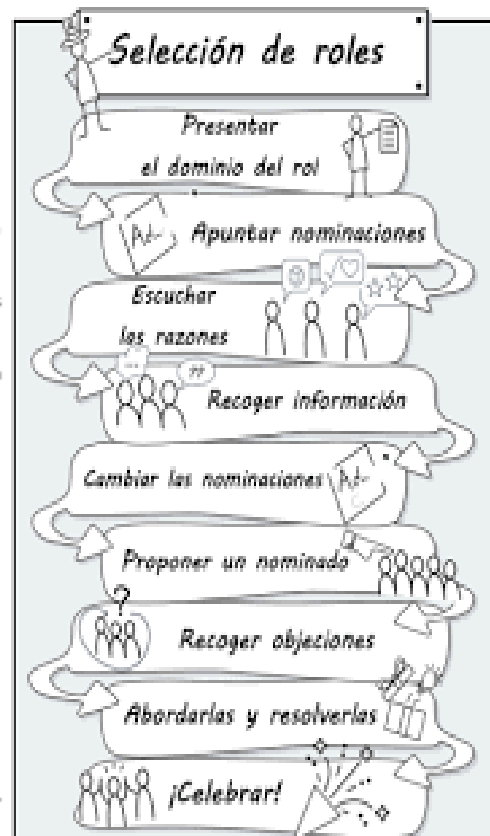 Selección de roles
Presentar
el dominio del rol
Apuntar nominaciones
Escuchar
las razones
Recoger información
Cambiar las nominaciones
Proponer un nominado
Recoger objeciones
Abordarlas y resolverlas
¡Celebrar!